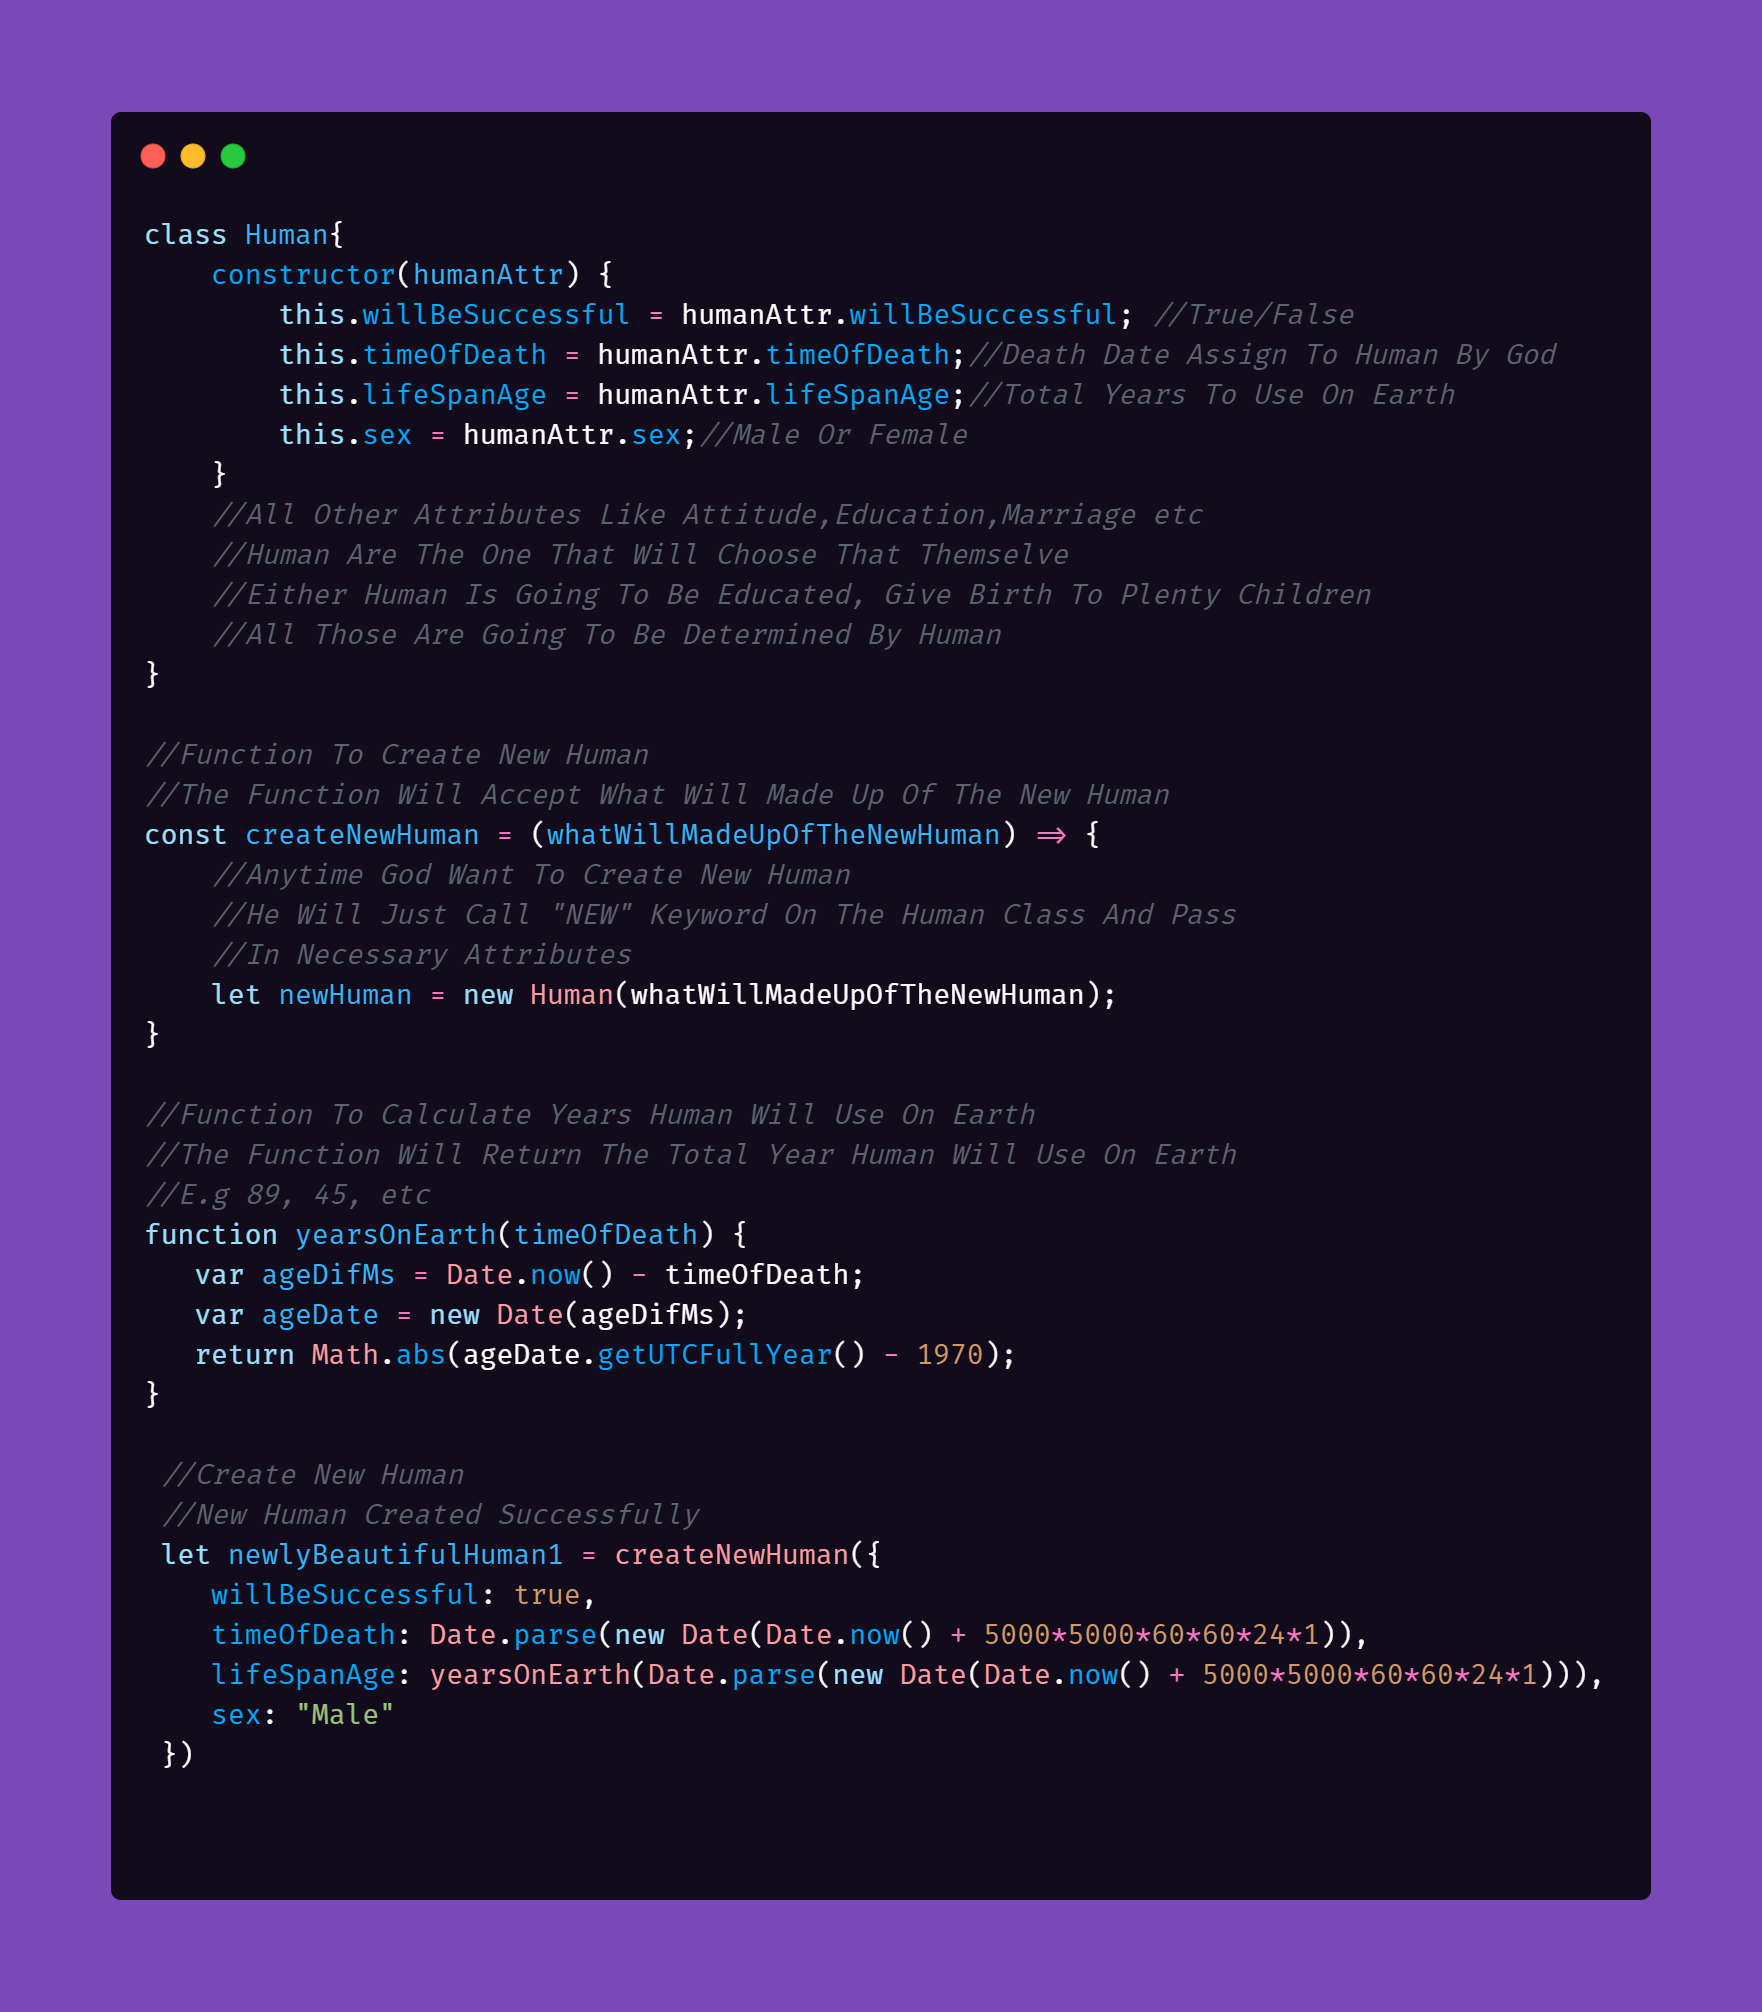 class Human{
    constructor(humanAttr) {
        this.willBeSuccessful = humanAttr.willBeSuccessful; //True/False
        this.timeOfDeath = humanAttr.timeOfDeath;//Death Date Assign To Human By God
        this.lifeSpanAge = humanAttr.lifeSpanAge;//Total Years To Use On Earth
        this.sex = humanAttr.sex;//Male Or Female
    }
    //All Other Attributes Like Attitude,Education,Marriage etc
    //Human Are The One That Will Choose That Themselve
    //Either Human Is Going To Be Educated, Give Birth To Plenty Children
    //All Those Are Going To Be Determined By Human
}

//Function To Create New Human
//The Function Will Accept What Will Made Up Of The New Human
const createNewHuman = (whatWillMadeUpOfTheNewHuman) => {
    //Anytime God Want To Create New Human
    //He Will Just Call "NEW" Keyword On The Human Class And Pass
    //In Necessary Attributes
    let newHuman = new Human(whatWillMadeUpOfTheNewHuman);
}

//Function To Calculate Years Human Will Use On Earth
//The Function Will Return The Total Year Human Will Use On Earth
//E.g 89, 45, etc
function yearsOnEarth(timeOfDeath) {
   var ageDifMs = Date.now() - timeOfDeath;
   var ageDate = new Date(ageDifMs);
   return Math.abs(ageDate.getUTCFullYear() - 1970);
}

 //Create New Human
 //New Human Created Successfully
 let newlyBeautifulHuman1 = createNewHuman({
    willBeSuccessful: true,
    timeOfDeath: Date.parse(new Date(Date.now() + 5000*5000*60*60*24*1)),
    lifeSpanAge: yearsOnEarth(Date.parse(new Date(Date.now() + 5000*5000*60*60*24*1))),
    sex: "Male"
 })